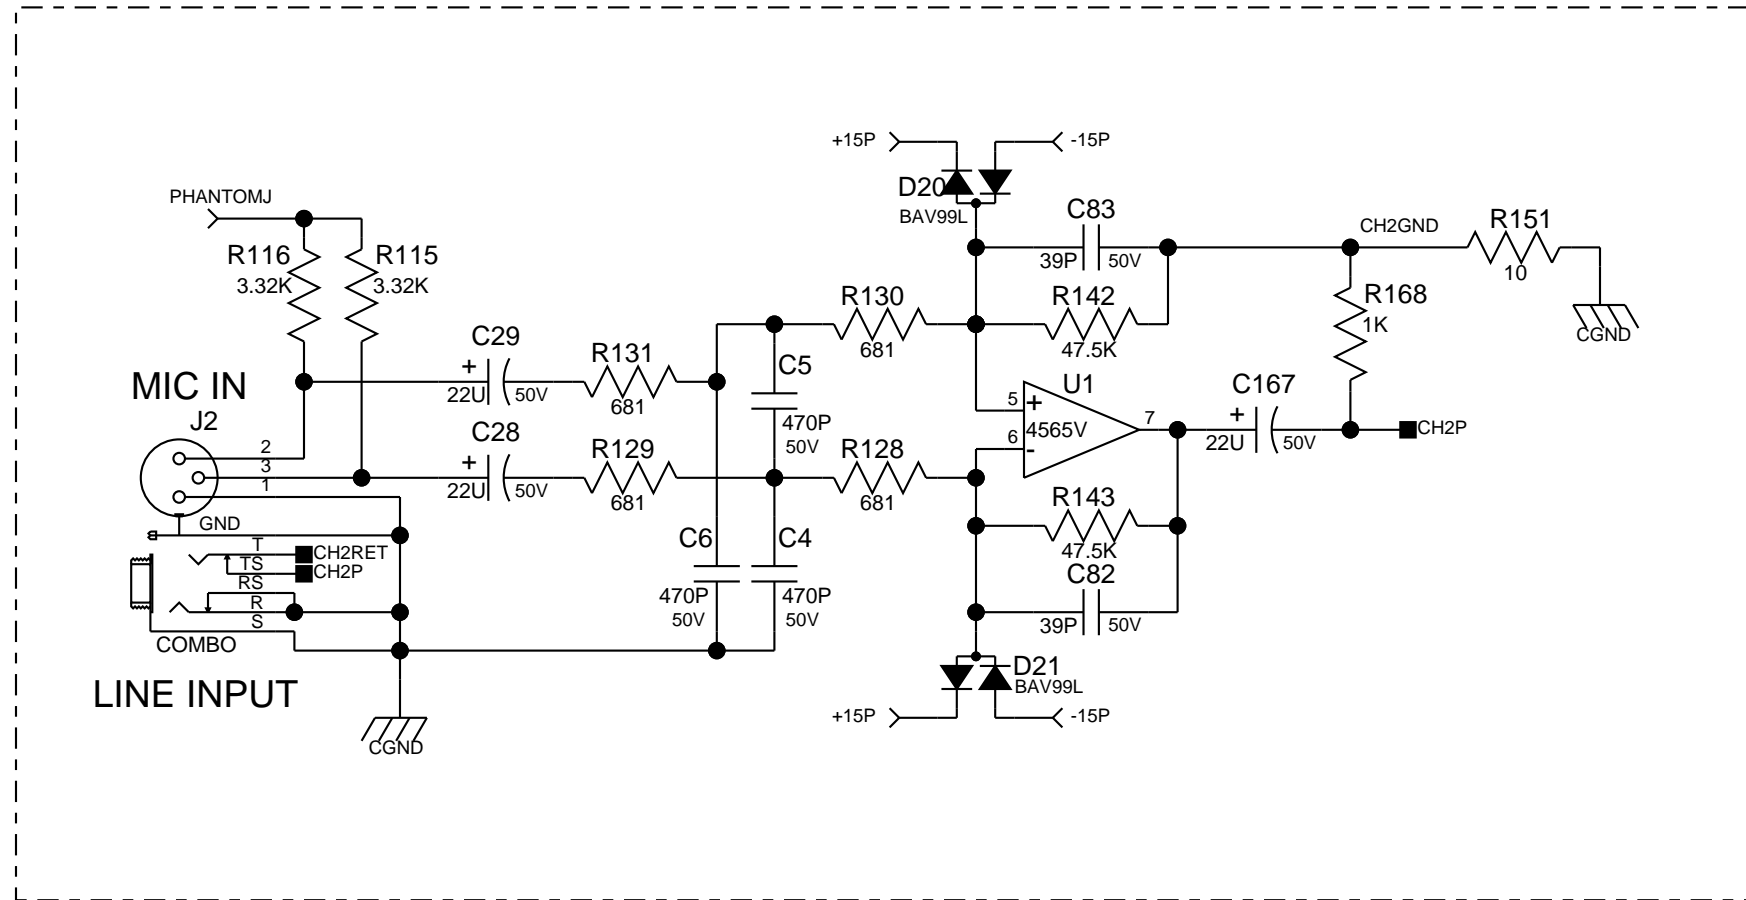 +15P
-15P
D20
BAV99L
PHANTOMJ
C83
39P
50V
CH2GND
R151
10
CGND
R116
3.32K
R115
3.32K
R130
681
R142
47.5K
R168
1K
C29
+
22U
50V
R131
681
C5
470P
50V
MIC IN
J2
2
3
1
GND
C28
+
22U
50V
R129
681
R128
681
U1
5
+
4565V
6
-
7
C167
+
22U
50V
CH2P
R143
47.5K
C82
39P
50V
T
CH2RET
TS
CH2P
RS
R
S
COMBO
LINE INPUT
C6
470P
50V
C4
470P
50V
D21
BAV99L
+15P
-15P
CGND